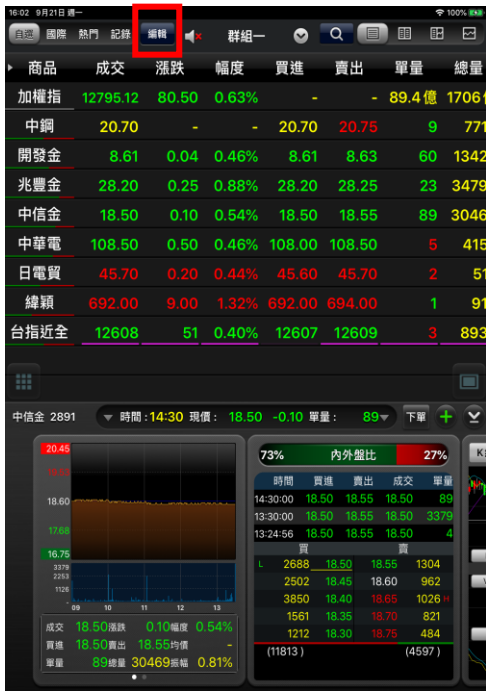 16:02 9月21日 週一 100%
自選 國際 熱門 記錄 編輯 群組一
商品 成交 漲跌 幅度 買進 賣出 單量 總量
加權指 12795.12 80.50 0.63% - - 89.4億 1706
中鋼 20.70 - - 20.70 20.75 9 771
開發金 8.61 0.04 0.46% 8.61 8.63 60 1342
兆豐金 28.20 0.25 0.88% 28.20 28.25 23 3479
中信金 18.50 0.10 0.54% 18.50 18.55 89 3046
中華電 108.50 0.50 0.46% 108.00 108.50 5 415
日電貿 45.70 0.20 0.44% 45.60 45.70 2 51
緯穎 692.00 9.00 1.32% 692.00 694.00 1 91
台指近全 12608 51 0.40% 12607 12609 3 893
中信金 2891 時間:14:30 現價: 18.50 -0.10 單量: 89 下單
20.45
18.60
17.68
16.75
3379
2253
1126
09 10 11 12 13
成交 18.50 漲跌 0.10 幅度 0.54%
買進 18.50 賣出 18.55 均價 -
單量 89 總量 30469 振幅 0.81%
73% 內外盤比 27%
時間 買進 賣出 成交 單量
14:30:00 18.50 18.55 18.50 89
13:30:00 18.50 18.55 18.50 3379
13:24:56 18.50 18.55 18.50 4
買 賣
L 2688 18.50 18.55 1304
2502 18.45 18.60 962
3850 18.40 18.65 1026 H
1561 18.35 18.70 821
1212 18.30 18.75 484
(11813) (4597)
K